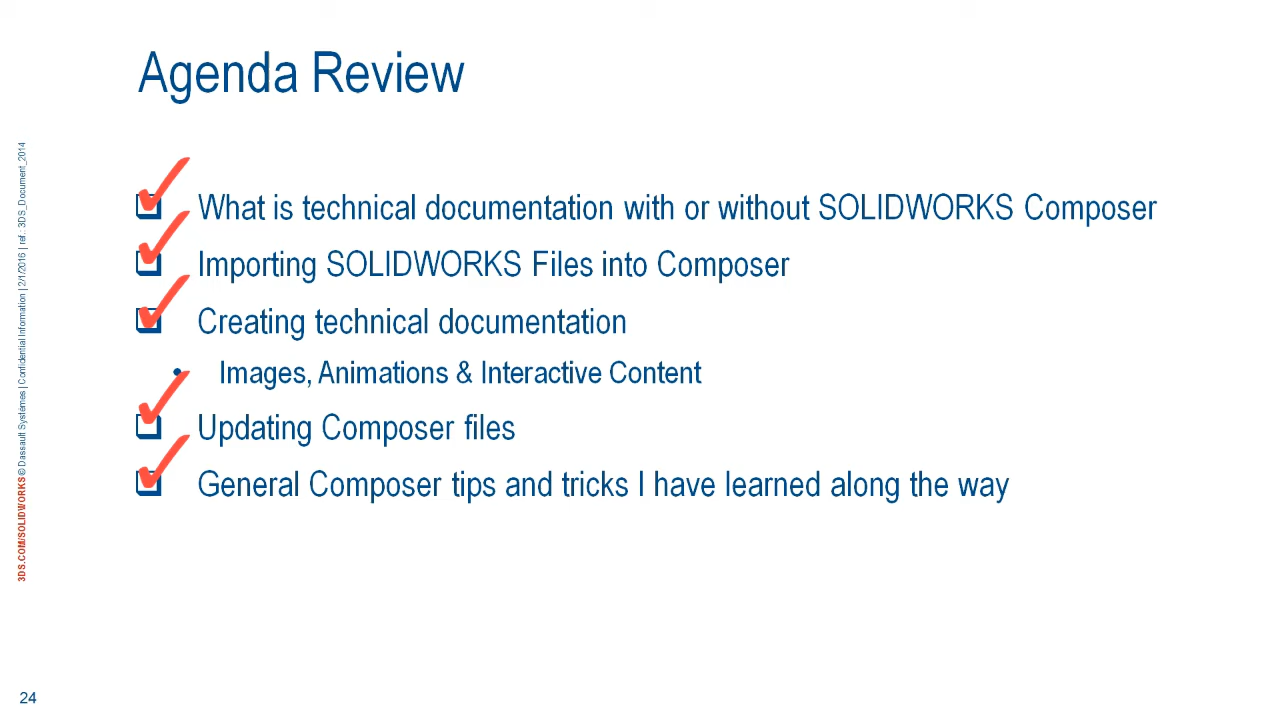 Agenda Review
What is technical documentation with or without SOLIDWORKS Composer
Importing SOLIDWORKS Files into Composer
Creating technical documentation
• Images, Animations & Interactive Content
Updating Composer files
General Composer tips and tricks I have learned along the way
3DS.COM/SOLIDWORKS © Dassault Systèmes | Confidential Information | 2/1/2016 | ref.: 3DS_Document_2014
24